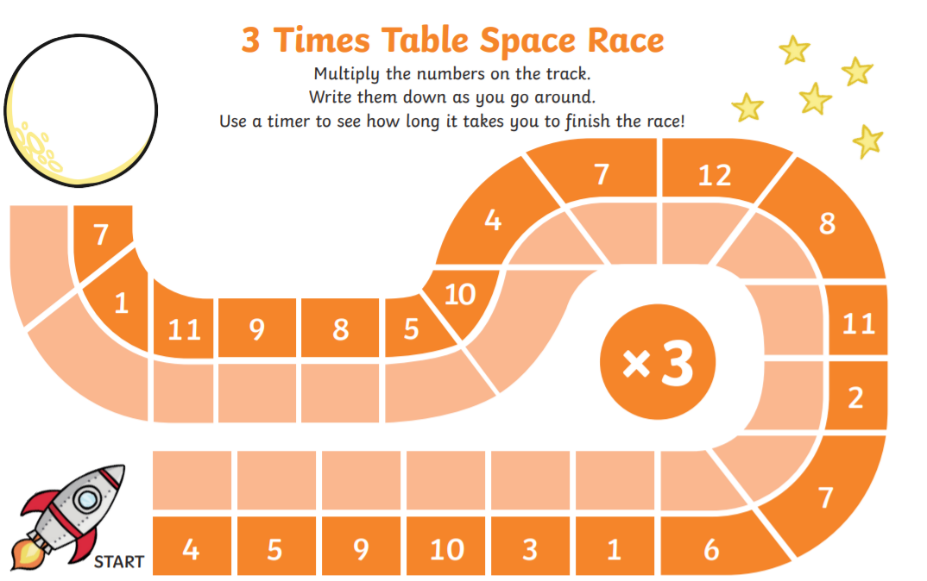 3 Times Table Space Race
Multiply the numbers on the track.
Write them down as you go around.
Use a timer to see how long it takes you to finish the race!
7 12
4 8
7
1
10
11 9 8 5
11
× 3
2
7
START 4 5 9 10 3 1 6